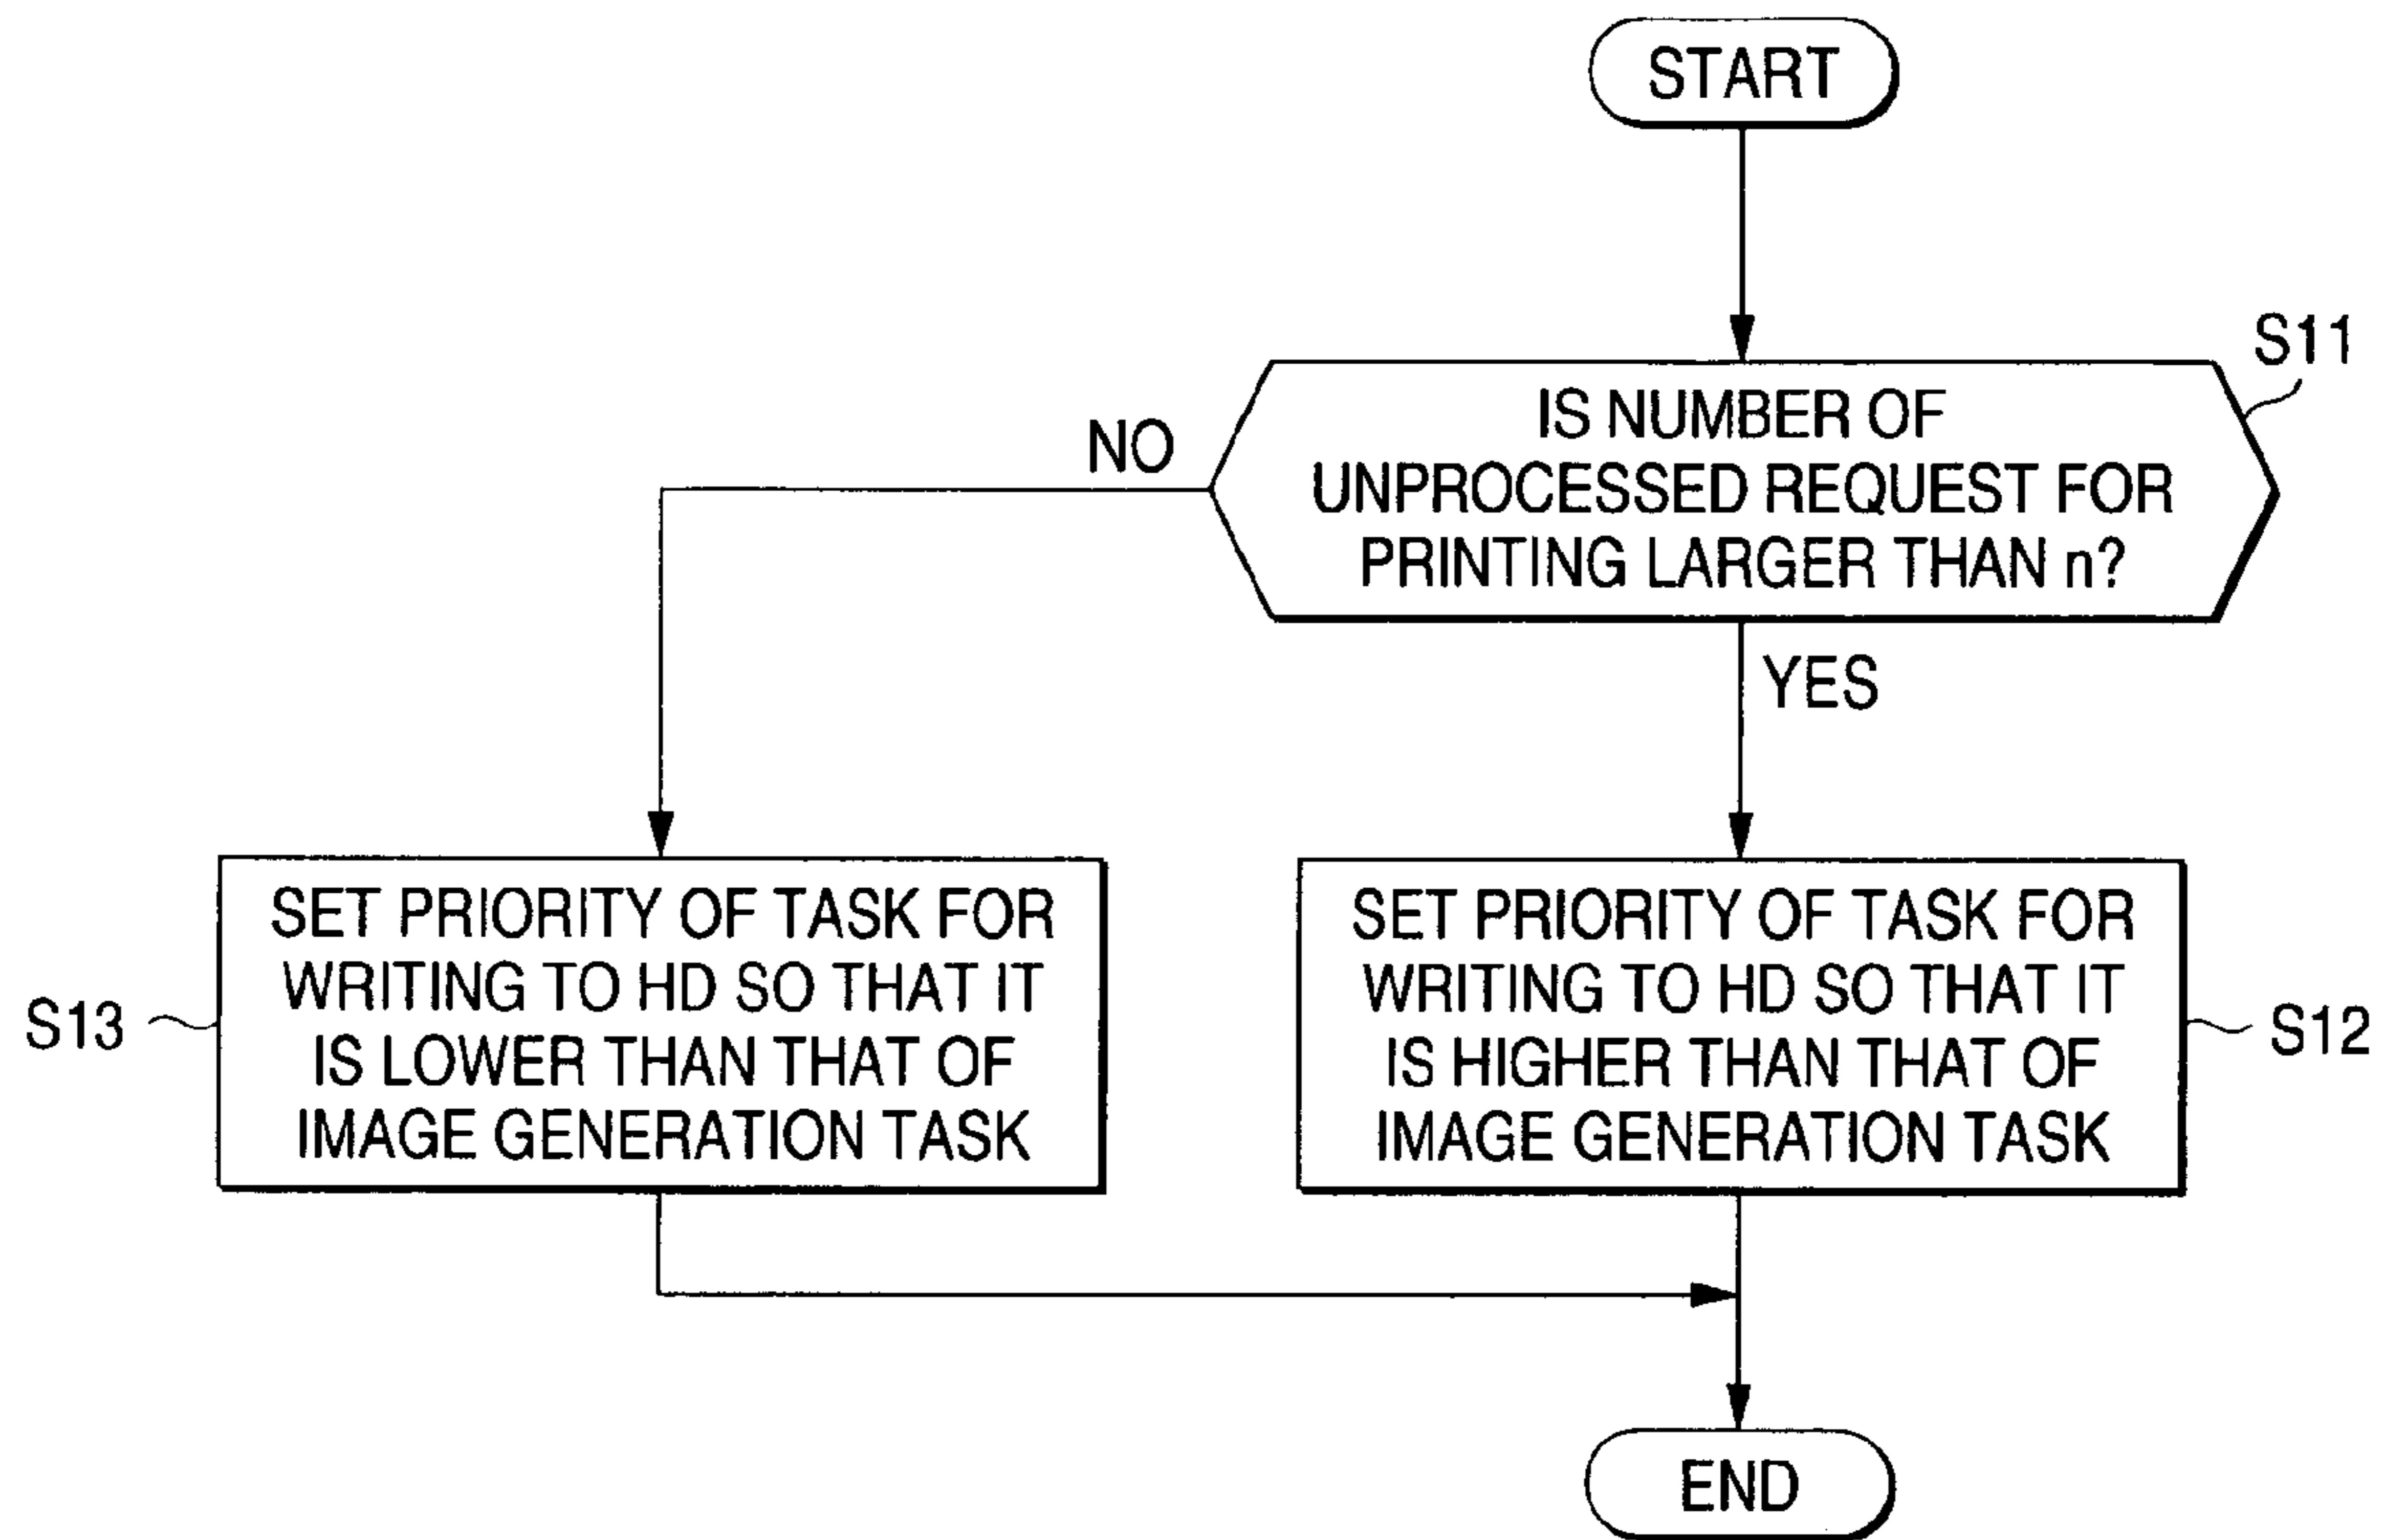 START
S11
IS NUMBER OF
UNPROCESSED REQUEST FOR
PRINTING LARGER THAN n?
NO
YES
S13
SET PRIORITY OF TASK FOR
WRITING TO HD SO THAT IT
IS LOWER THAN THAT OF
IMAGE GENERATION TASK
SET PRIORITY OF TASK FOR
WRITING TO HD SO THAT IT
IS HIGHER THAN THAT OF
IMAGE GENERATION TASK
S12
END